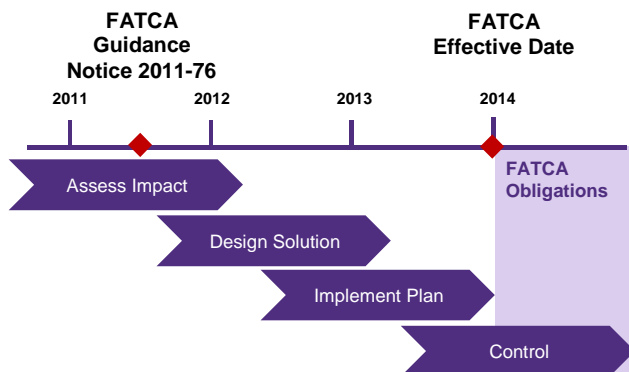 FATCA
Guidance
Notice 2011-76
FATCA
Effective Date
2011
2012
2013
2014
Assess Impact
FATCA
Obligations
Design Solution
Implement Plan
Control